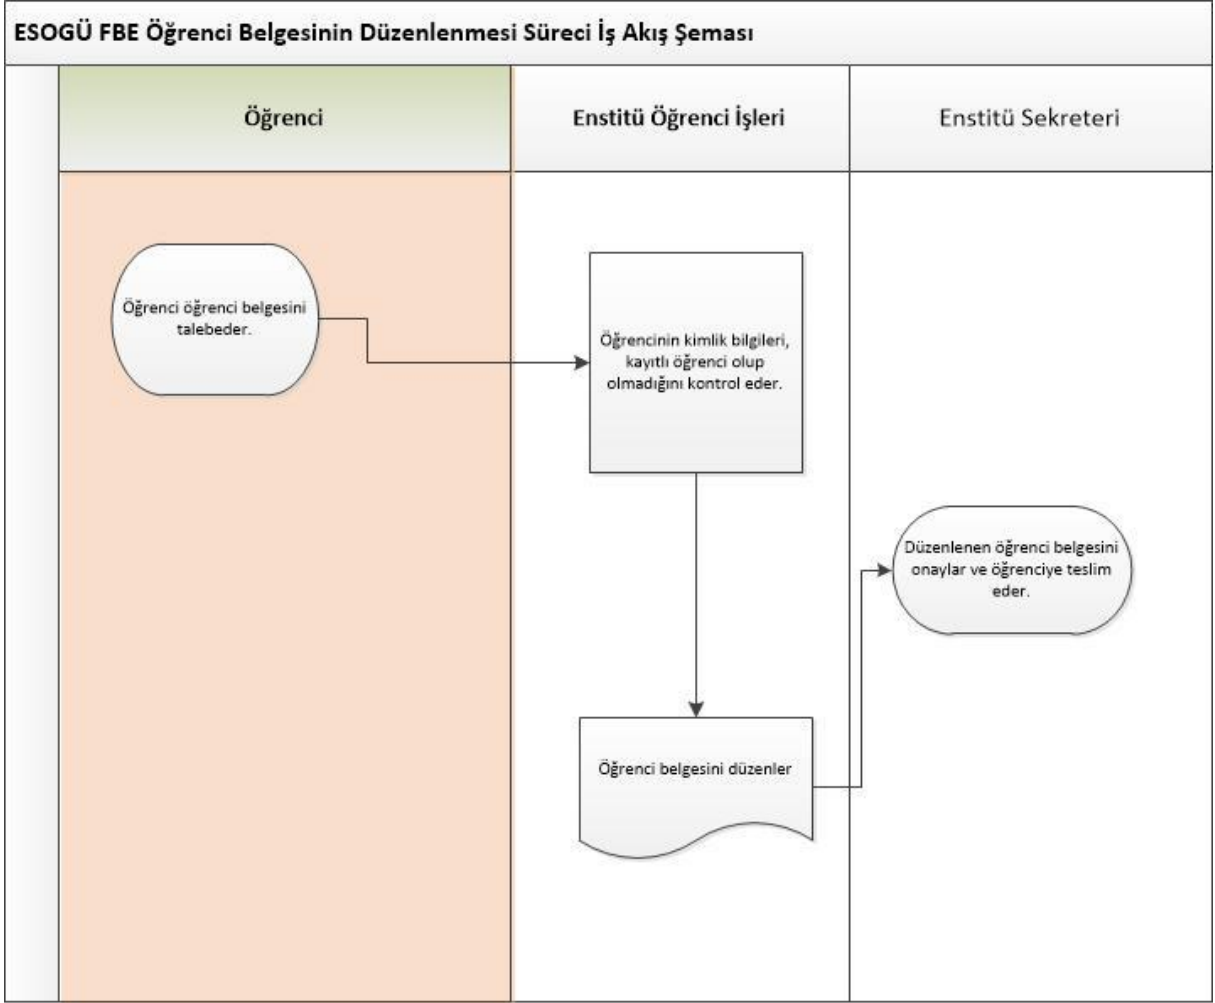 ESOGÜ FBE Öğrenci Belgesinin Düzenlenmesi Süreci İş Akış Şeması
Öğrenci
Enstitü Öğrenci İşleri
Enstitü Sekreteri
Öğrenci öğrenci belgesini
talebeder.
Öğrencinin kimlik bilgileri,
kayıtlı öğrenci olup
olmadığını kontrol eder.
Düzenlenen öğrenci belgesini
onaylar ve öğrenciye teslim
eder.
Öğrenci belgesini düzenler